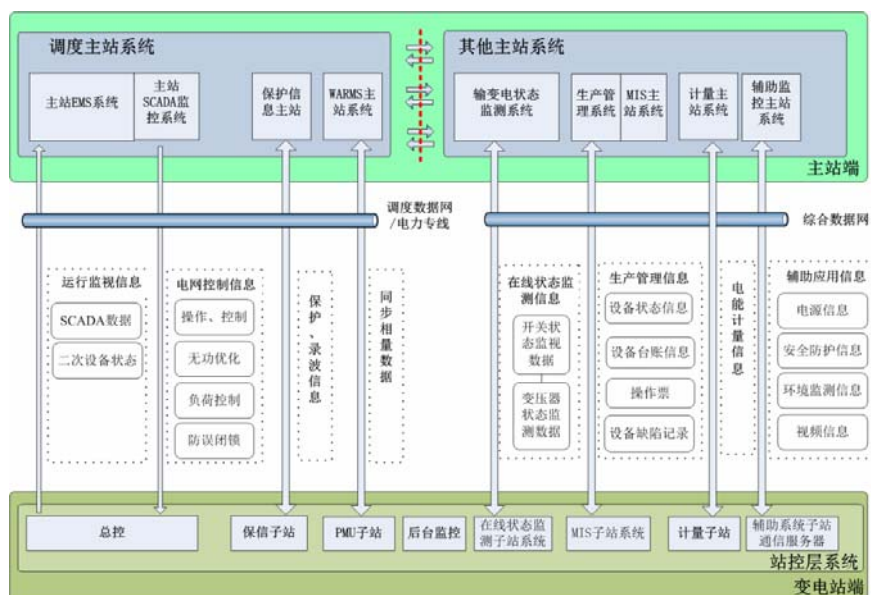 调度主站系统
其他主站系统
主站EMS系统
主站
SCADA监
控系统
保护信
息主站
WARMS主
站系统
输变电状态
监测系统
生产管
理系统
MIS主
站系统
计量主
站系统
辅助监
控主站
系统
主站端
调度数据网
/电力专线
综合数据网
运行监视信息
SCADA数据
二次设备状态
电网控制信息
操作、控制
无功优化
负荷控制
防误闭锁
保护、录波信息
同步相量数据
在线状态监
测信息
开关状
态监视
数据
变压器
状态监
测数据
生产管理信息
设备状态信息
设备台账信息
操作票
设备缺陷记录
电能计量信息
辅助应用信息
电源信息
安全防护信息
环境监测信息
视频信息
总控
保信子站
PMU子站
后台监控
在线状态监
测子站系统
MIS子站系统
计量子站
辅助系统子站
通信服务器
站控层系统
变电站端